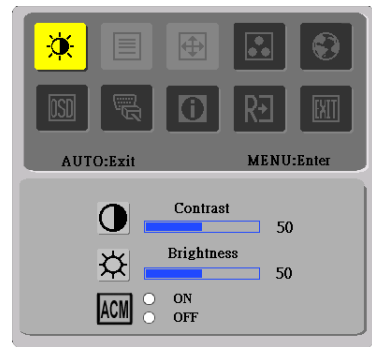 OSD
i
R
EXIT
AUTO:Exit MENU:Enter
Contrast
50
Brightness
50
ACM ON
OFF